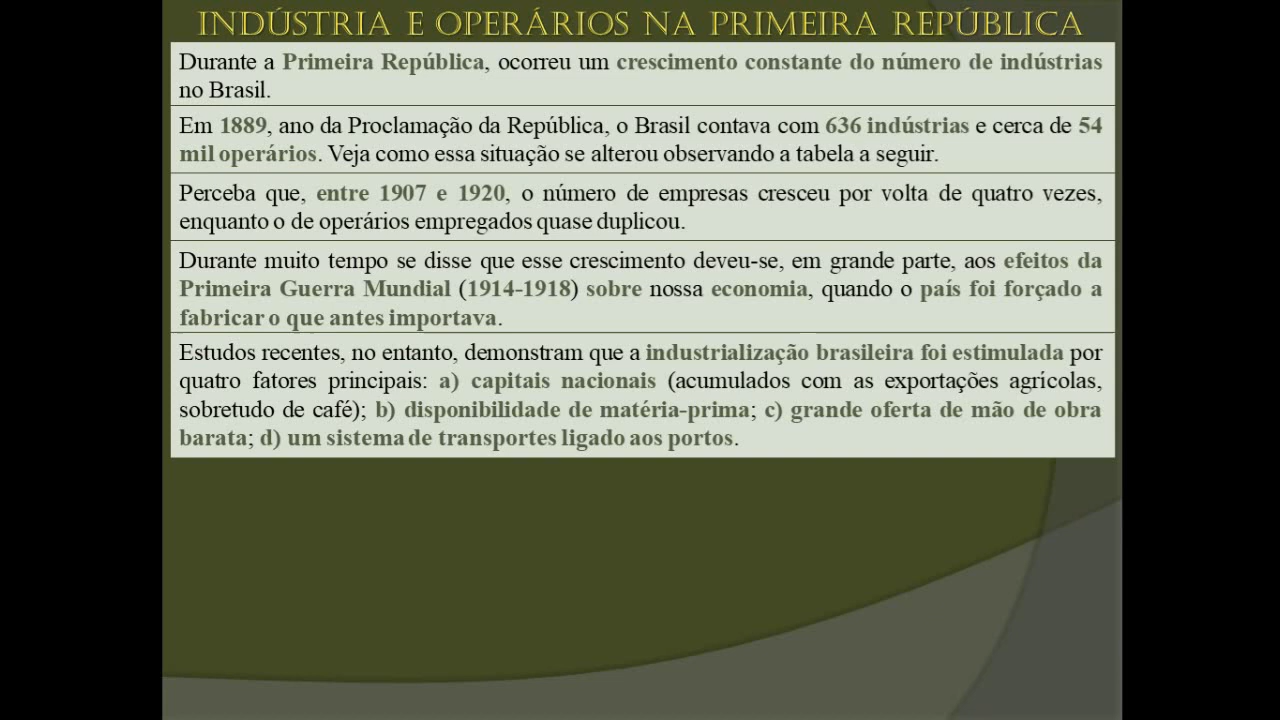 INDÚSTRIA E OPERÁRIOS NA PRIMEIRA REPÚBLICA
Durante a Primeira República, ocorreu um crescimento constante do número de indústrias
no Brasil.
Em 1889, ano da Proclamação da República, o Brasil contava com 636 indústrias e cerca de 54
mil operários. Veja como essa situação se alterou observando a tabela a seguir.
Perceba que, entre 1907 e 1920, o número de empresas cresceu por volta de quatro vezes,
enquanto o de operários empregados quase duplicou.
Durante muito tempo se disse que esse crescimento deveu-se, em grande parte, aos efeitos da
Primeira Guerra Mundial (1914-1918) sobre nossa economia, quando o país foi forçado a
fabricar o que antes importava.
Estudos recentes, no entanto, demonstram que a industrialização brasileira foi estimulada por
quatro fatores principais: a) capitais nacionais (acumulados com as exportações agrícolas,
sobretudo de café); b) disponibilidade de matéria-prima; c) grande oferta de mão de obra
barata; d) um sistema de transportes ligado aos portos.